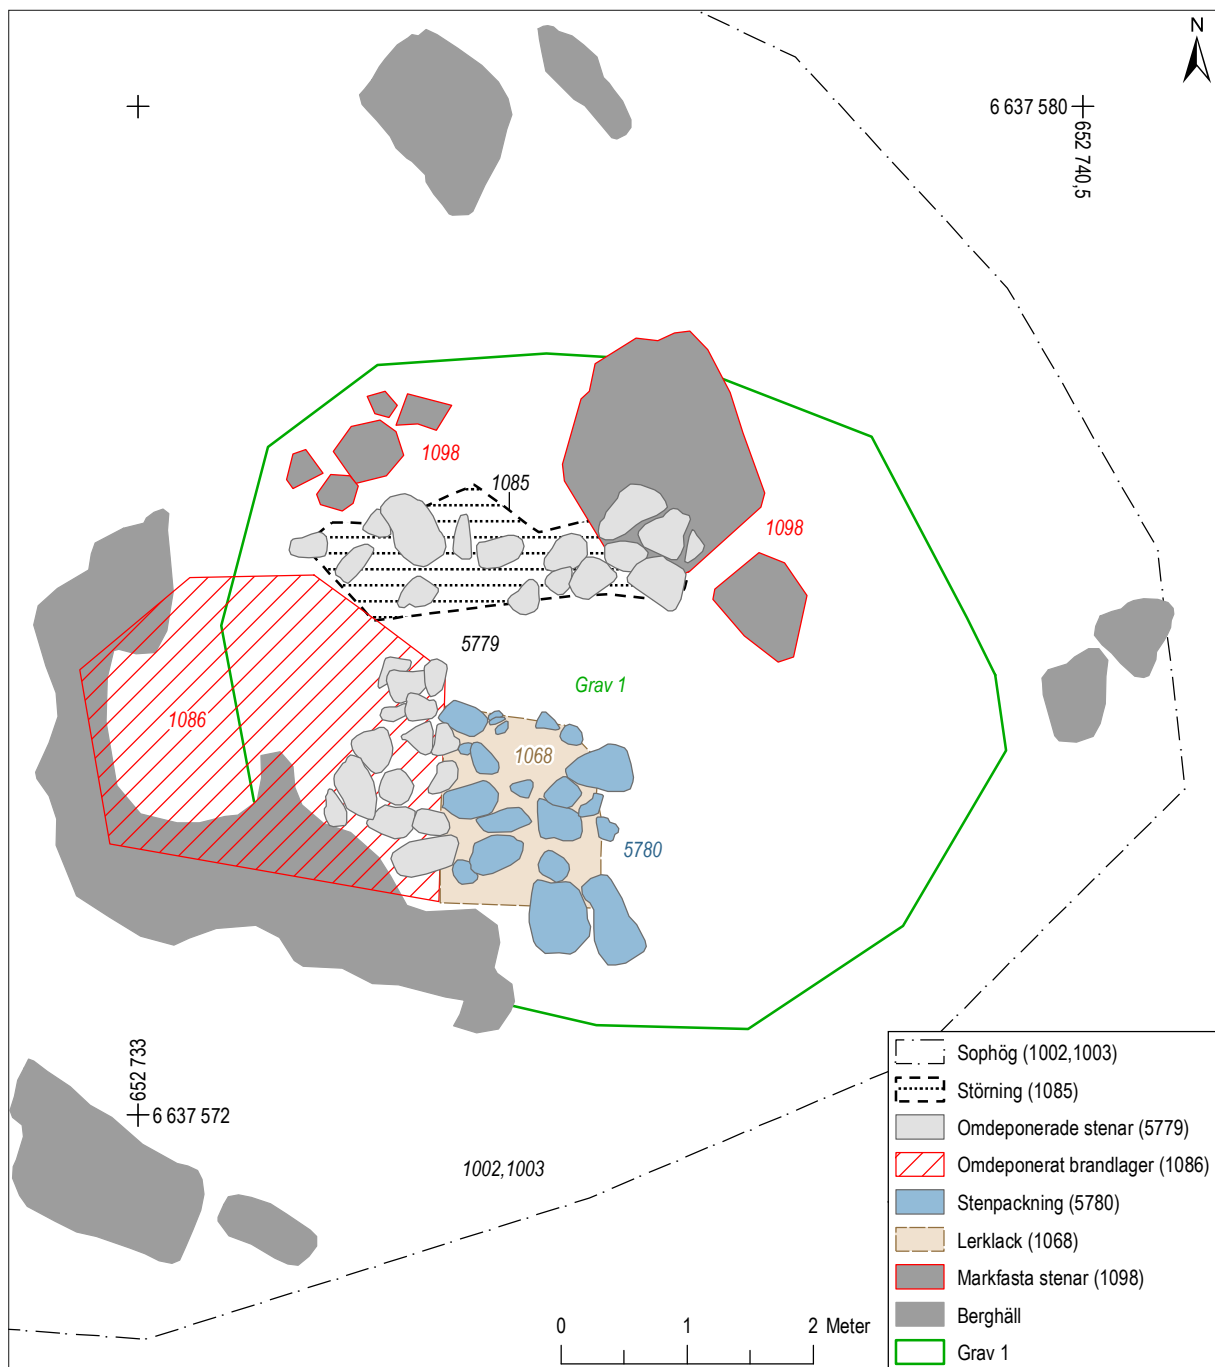 N
6 637 580
652 740,5
1098
1085
1098
5779
Grav 1
1086
1068
5780
652 733
6 637 572
1002,1003
Sophög (1002,1003)
Störning (1085)
Omdeponerade stenar (5779)
Omdeponerat brandlager (1086)
Stenpackning (5780)
Lerklack (1068)
Markfasta stenar (1098)
Berghäll
Grav 1
0 1 2 Meter